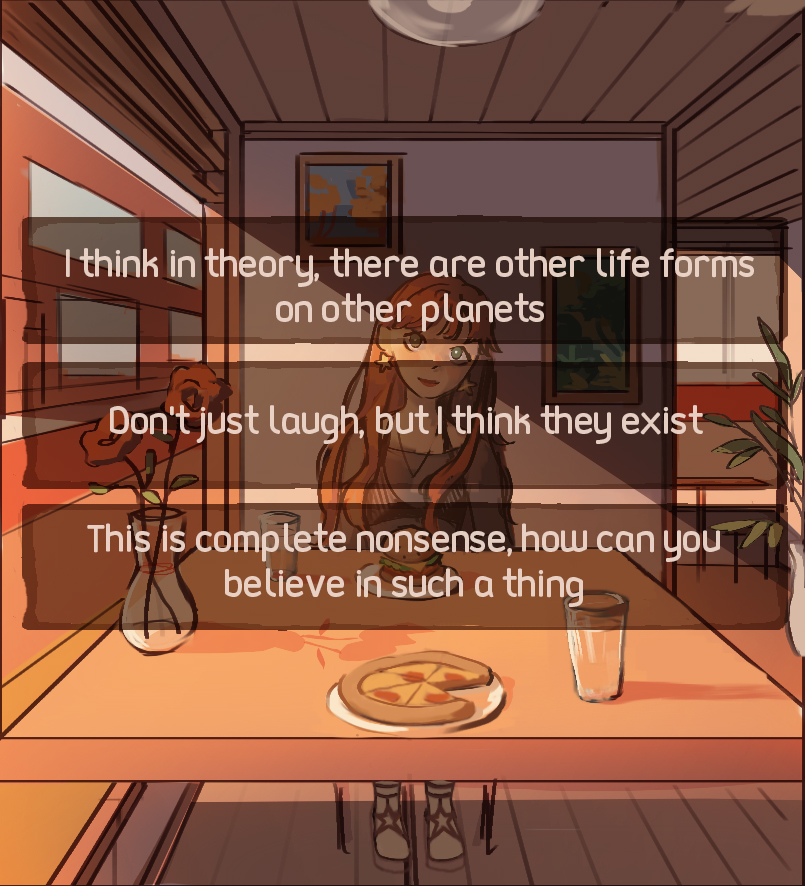 I think in theory, there are other life forms
on other planets
Don't just laugh, but I think they exist
This is complete nonsense, how can you
believe in such a thing